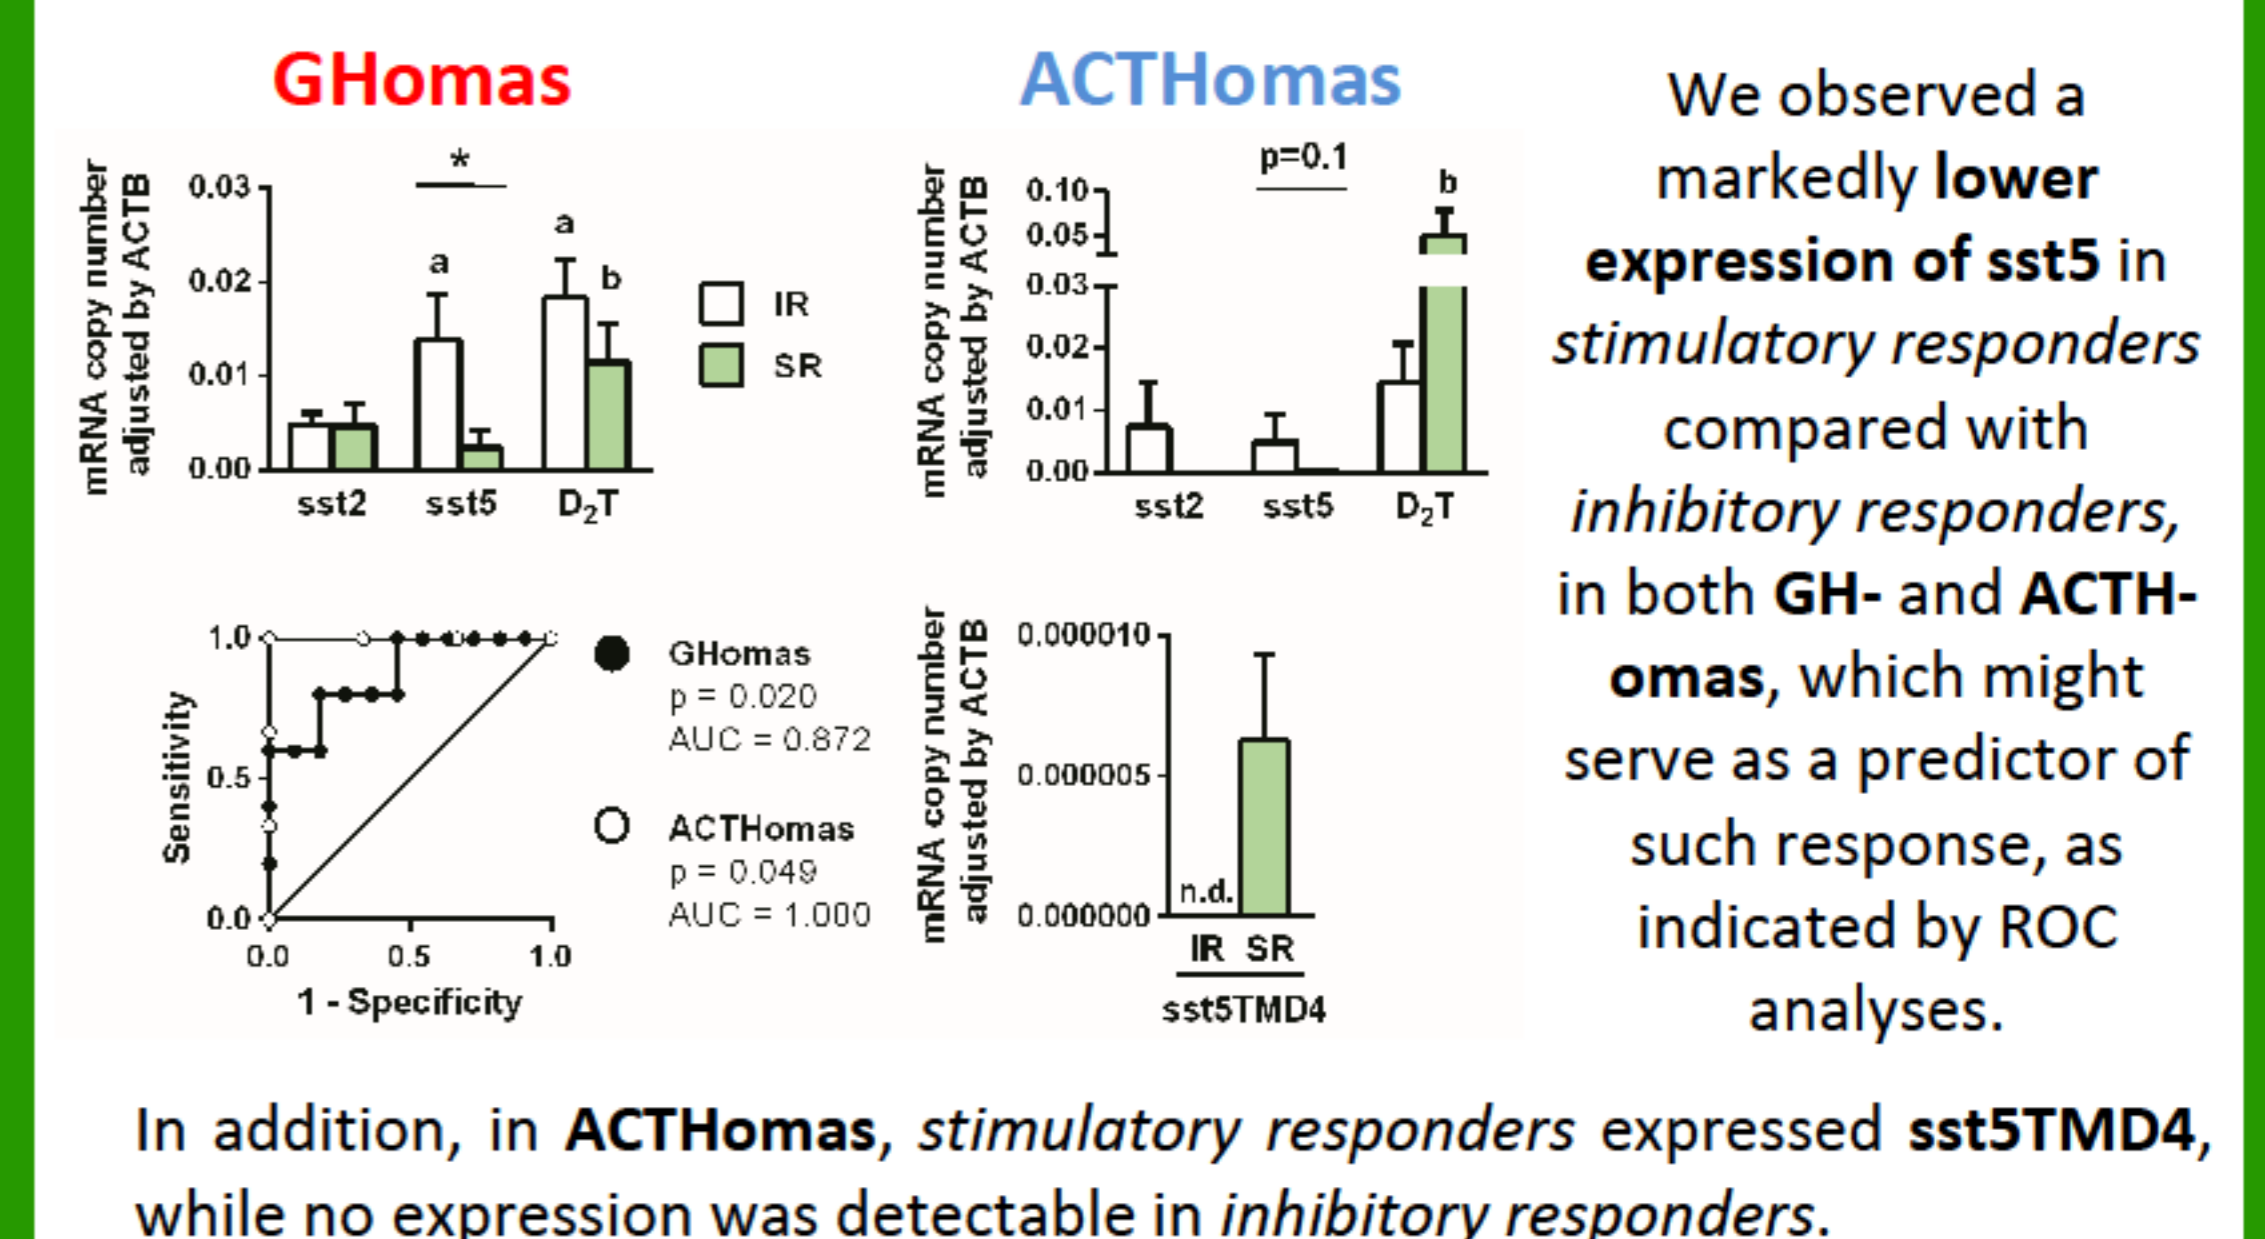 GHomas
mRNA copy number
adjusted by ACTB
0.03
0.02
0.01
0.00
*
a
a
b
sst2 sst5 D₂T
IR
SR
ACTHomas
mRNA copy number
adjusted by ACTB
0.10
0.05
0.03
0.02
0.01
0.00
p=0.1
b
sst2 sst5 D₂T
Sensitivity
1.0
0.5
0.0
0.0 0.5 1.0
1 - Specificity
GHomas
p = 0.020
AUC = 0.872
ACTHomas
p = 0.049
AUC = 1.000
mRNA copy number
adjusted by ACTB
0.000010
0.000005
0.000000
n.d.
IR SR
sst5TMD4
We observed a
markedly lower
expression of sst5 in
stimulatory responders
compared with
inhibitory responders,
in both GH- and ACTH-
omas, which might
serve as a predictor of
such response, as
indicated by ROC
analyses.
In addition, in ACTHomas, stimulatory responders expressed sst5TMD4,
while no expression was detectable in inhibitory responders.